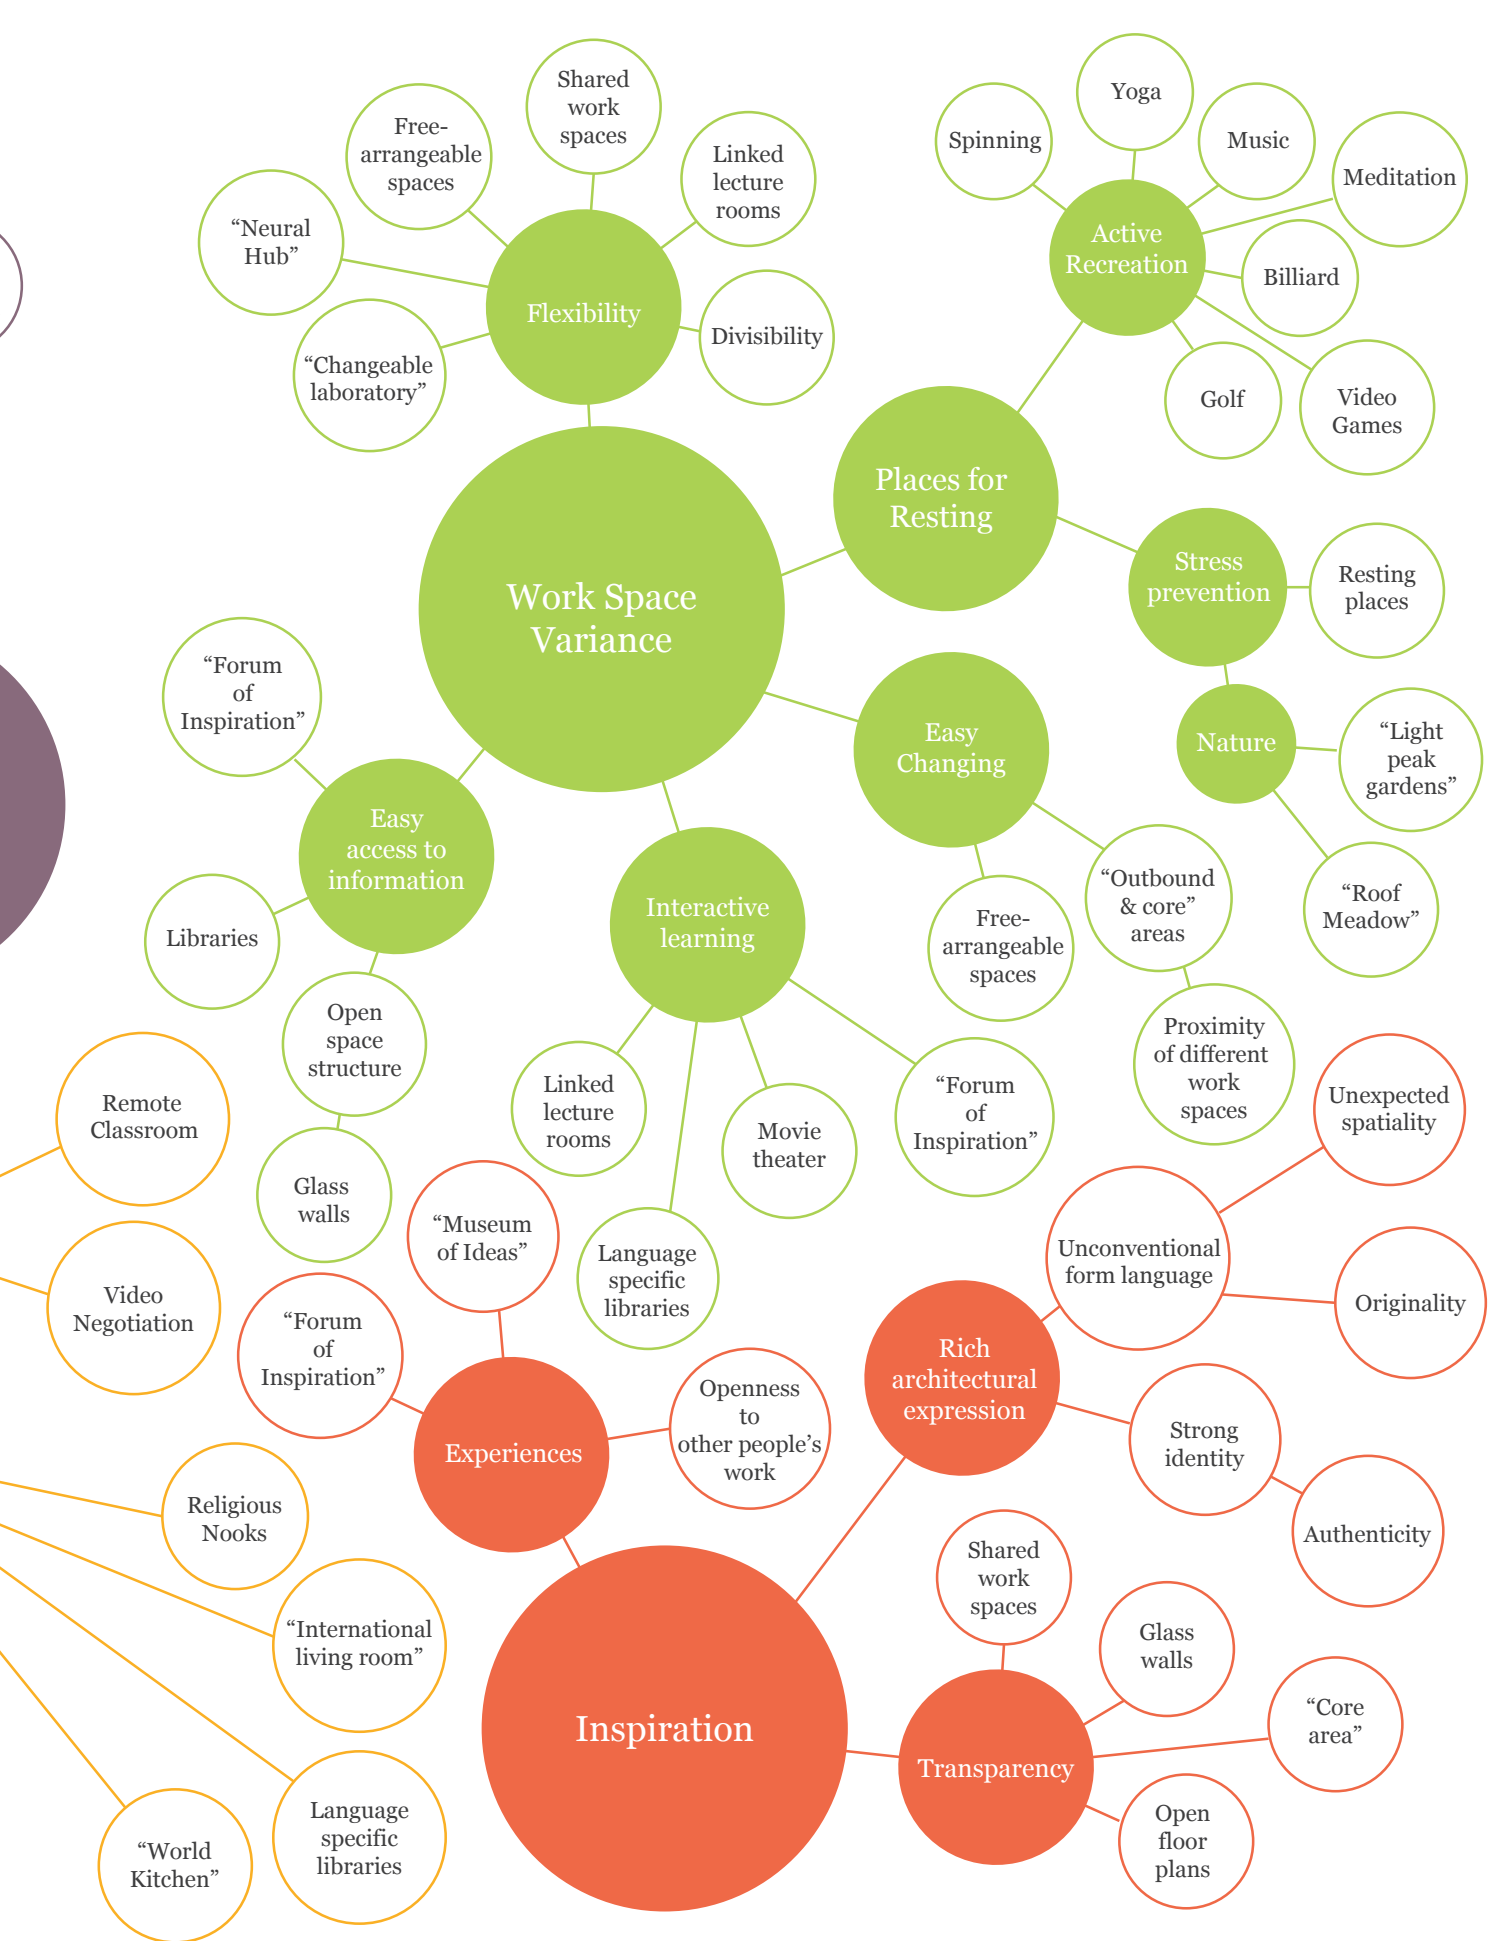 Shared
work
spaces
Free-
arrangeable
spaces
Linked
lecture
rooms
“Neural
Hub”
Flexibility
“Changeable
laboratory”
Divisibility
Yoga
Spinning
Music
Meditation
Active
Recreation
Billiard
Golf
Video
Games
Places for
Resting
Stress
prevention
Resting
places
Nature
“Light
peak
gardens”
“Roof
Meadow”
Work Space
Variance
Easy
Changing
Free-
arrangeable
spaces
“Outbound
& core”
areas
Proximity
of different
work
spaces
“Forum
of
Inspiration”
Easy
access to
information
Libraries
Open
space
structure
Glass
walls
Interactive
learning
Linked
lecture
rooms
Language
specific
libraries
Movie
theater
“Forum
of
Inspiration”
Remote
Classroom
Video
Negotiation
Religious
Nooks
“International
living room”
Language
specific
libraries
“World
Kitchen”
“Museum
of Ideas”
“Forum
of
Inspiration”
Experiences
Openness
to
other people’s
work
Rich
architectural
expression
Unconventional
form language
Unexpected
spatiality
Originality
Strong
identity
Authenticity
Inspiration
Transparency
Shared
work
spaces
Glass
walls
“Core
area”
Open
floor
plans